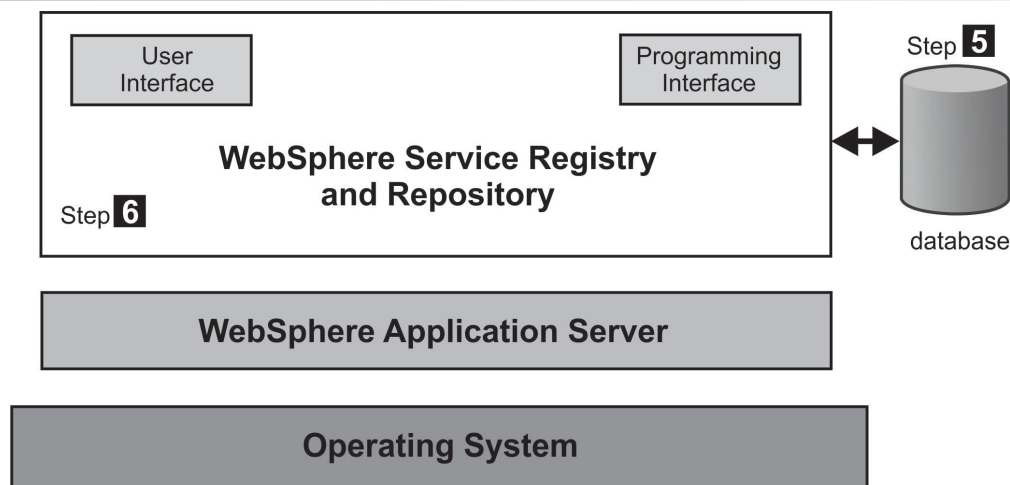 User
Interface
Programming
Interface
Step 5
WebSphere Service Registry
and Repository
Step 6
database
WebSphere Application Server
Operating System